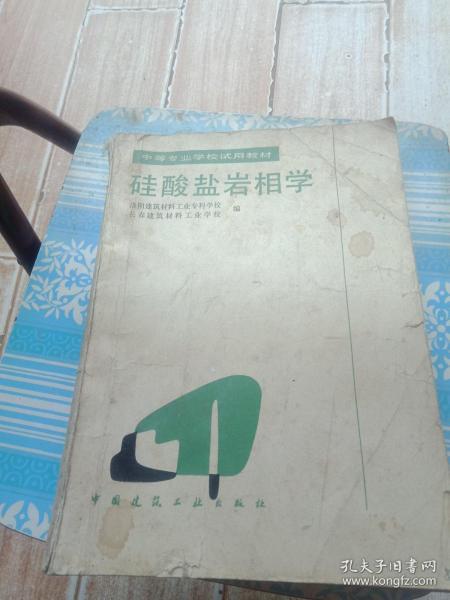 中等专业学校试用教材
硅酸盐岩相学
洛阳建筑材料工业专科学校
长春建筑材料工业学校
编
中国建筑工业出版社
孔夫子旧书网
www.kongfz.com